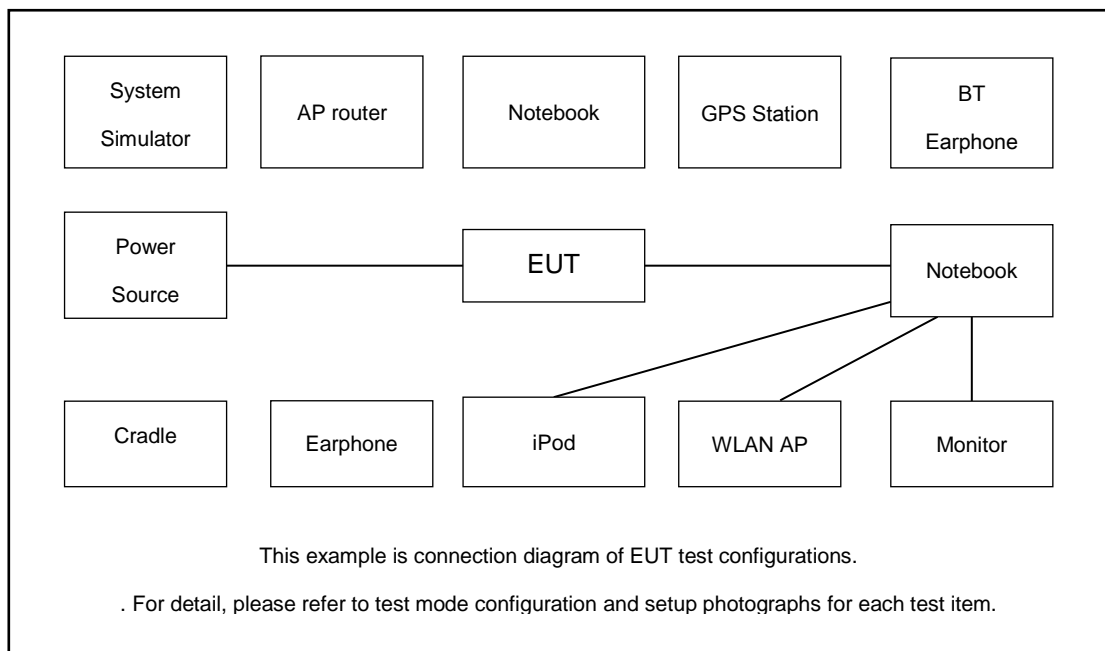 System
Simulator
AP router
Notebook
GPS Station
BT
Earphone
Power
Source
EUT
Notebook
Cradle
Earphone
iPod
WLAN AP
Monitor
This example is connection diagram of EUT test configurations.
. For detail, please refer to test mode configuration and setup photographs for each test item.